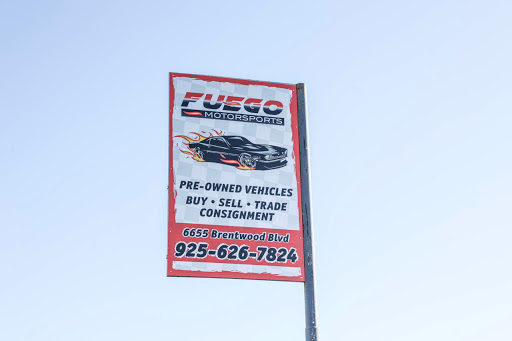 FUEGO
MOTORSPORTS
PRE-OWNED VEHICLES
BUY • SELL • TRADE
CONSIGNMENT
6655 Brentwood Blvd
925-626-7824